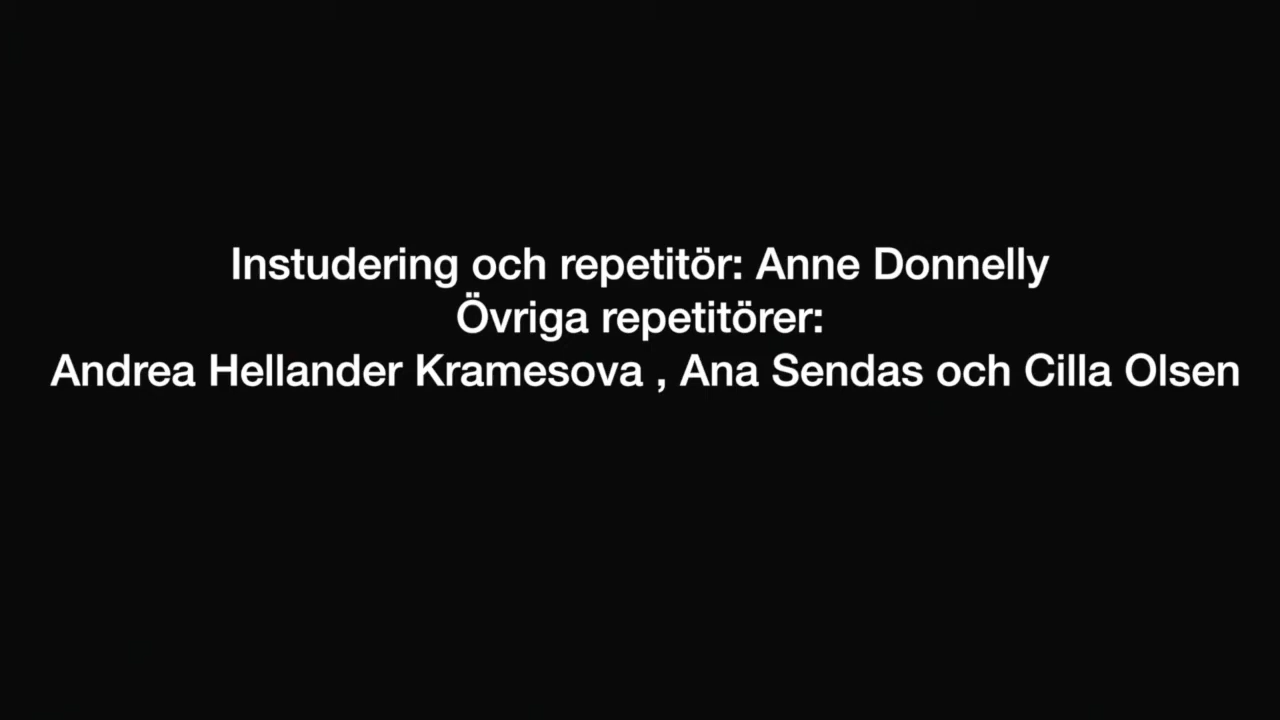 Instudering och repetitör: Anne Donnelly
Övriga repetitörer:
Andrea Hellander Kramesova , Ana Sendas och Cilla Olsen